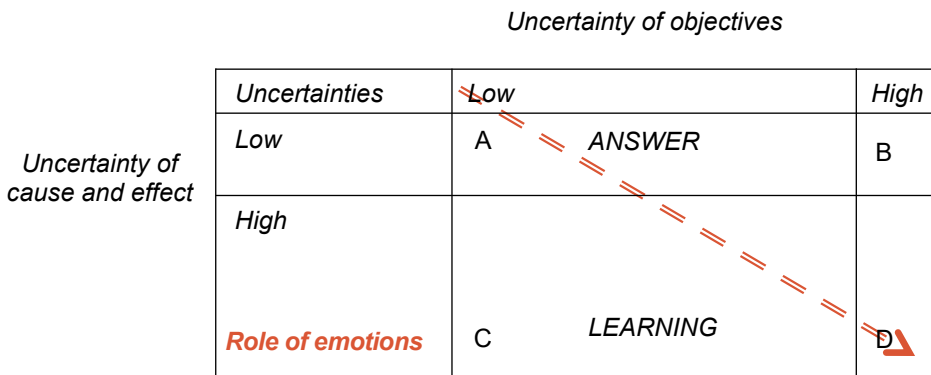 Uncertainty of objectives
Uncertainties Low High
Low A ANSWER B
Uncertainty of
cause and effect
High
Role of emotions C LEARNING D